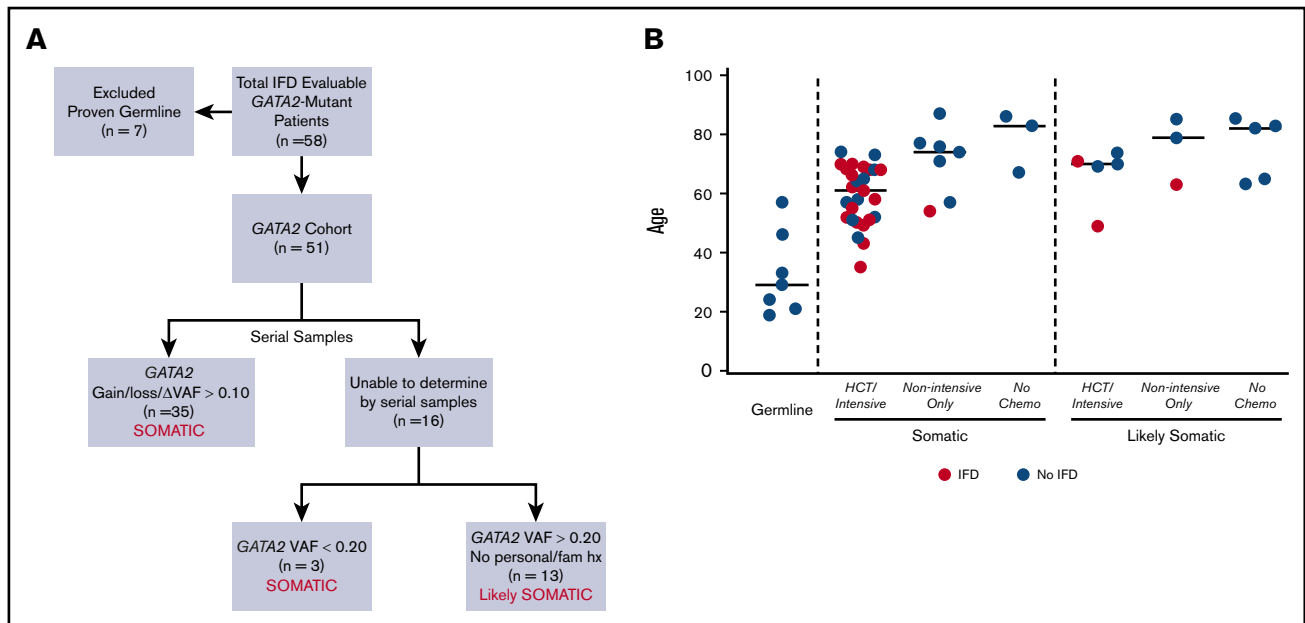 A
Excluded
Proven Germline
(n = 7)
Total IFD Evaluable
GATA2-Mutant
Patients
(n =58)
GATA2 Cohort
(n = 51)
Serial Samples
GATA2
Gain/loss/ΔVAF > 0.10
(n =35)
SOMATIC
Unable to determine
by serial samples
(n =16)
GATA2 VAF < 0.20
(n = 3)
SOMATIC
GATA2 VAF > 0.20
No personal/fam hx
(n = 13)
Likely SOMATIC
B
Age
100
80
60
40
20
0
Germline
HCT/
Intensive
Non-intensive
Only
No
Chemo
Somatic
HCT/
Intensive
Non-intensive
Only
No
Chemo
Likely Somatic
IFD
No IFD